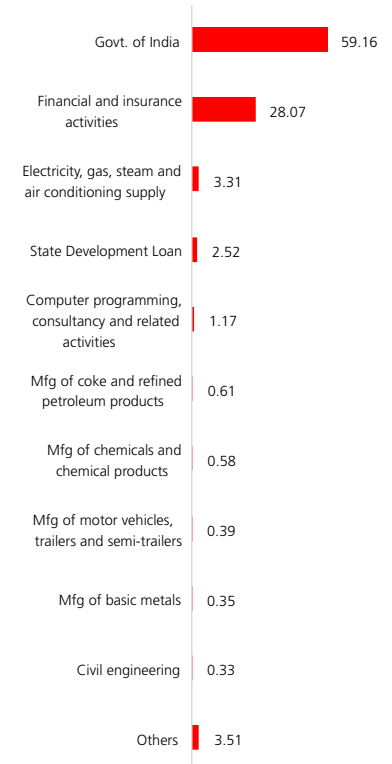 Govt. of India 59.16
Financial and insurance
activities 28.07
Electricity, gas, steam and
air conditioning supply 3.31
State Development Loan 2.52
Computer programming,
consultancy and related 1.17
activities
Mfg of coke and refined
petroleum products 0.61
Mfg of chemicals and
chemical products 0.58
Mfg of motor vehicles,
trailers and semi-trailers 0.39
Mfg of basic metals 0.35
Civil engineering 0.33
Others 3.51